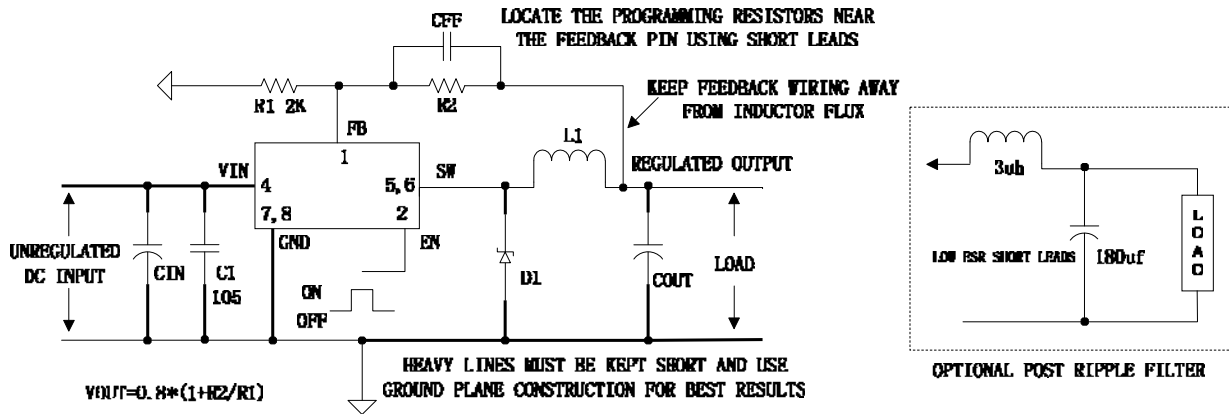 CFF
LOCATE THE PROGRAMMING RESISTORS NEAR
THE FEEDBACK PIN USING SHORT LEADS
R1 2K
R2
KEEP FEEDBACK WIRING AWAY
FROM INDUCTOR FLUX
FB
1
L1
VIN
4
5,6
SW
REGULATED OUTPUT
7,8
2
GND
EN
UNREGULATED
DC INPUT
CIN
C1
105
ON
OFF
D1
COUT
LOAD
HEAVY LINES MUST BE KEPT SHORT AND USE
GROUND PLANE CONSTRUCTION FOR BEST RESULTS
VOUT=0.8*(1+R2/R1)
3uh
LOW ESR SHORT LEADS
180uf
LOAD
OPTIONAL POST RIPPLE FILTER